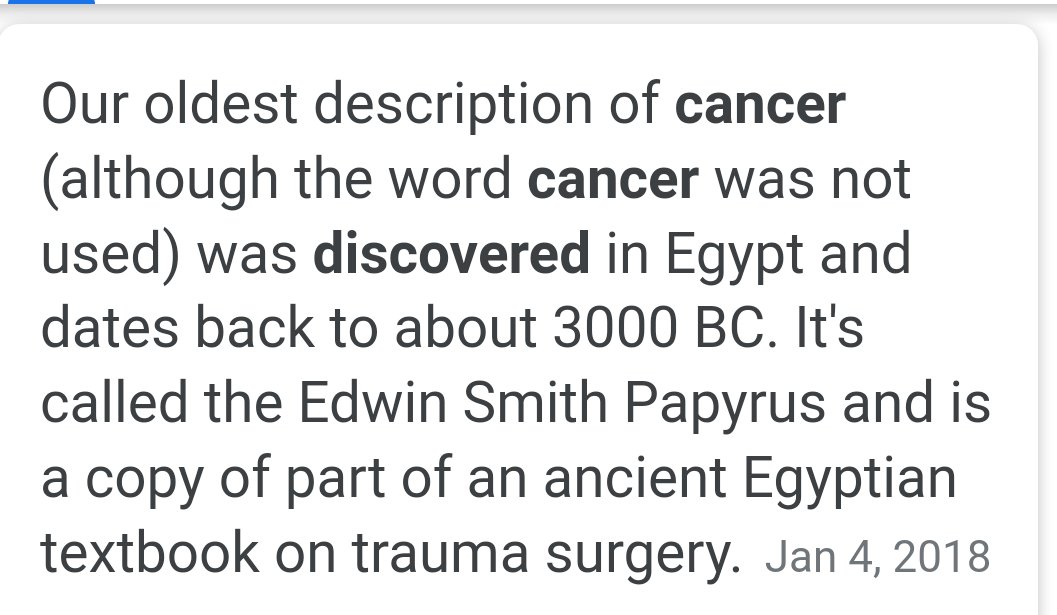 Our oldest description of cancer
(although the word cancer was not
used) was discovered in Egypt and
dates back to about 3000 BC. It's
called the Edwin Smith Papyrus and is
a copy of part of an ancient Egyptian
textbook on trauma surgery. Jan 4, 2018